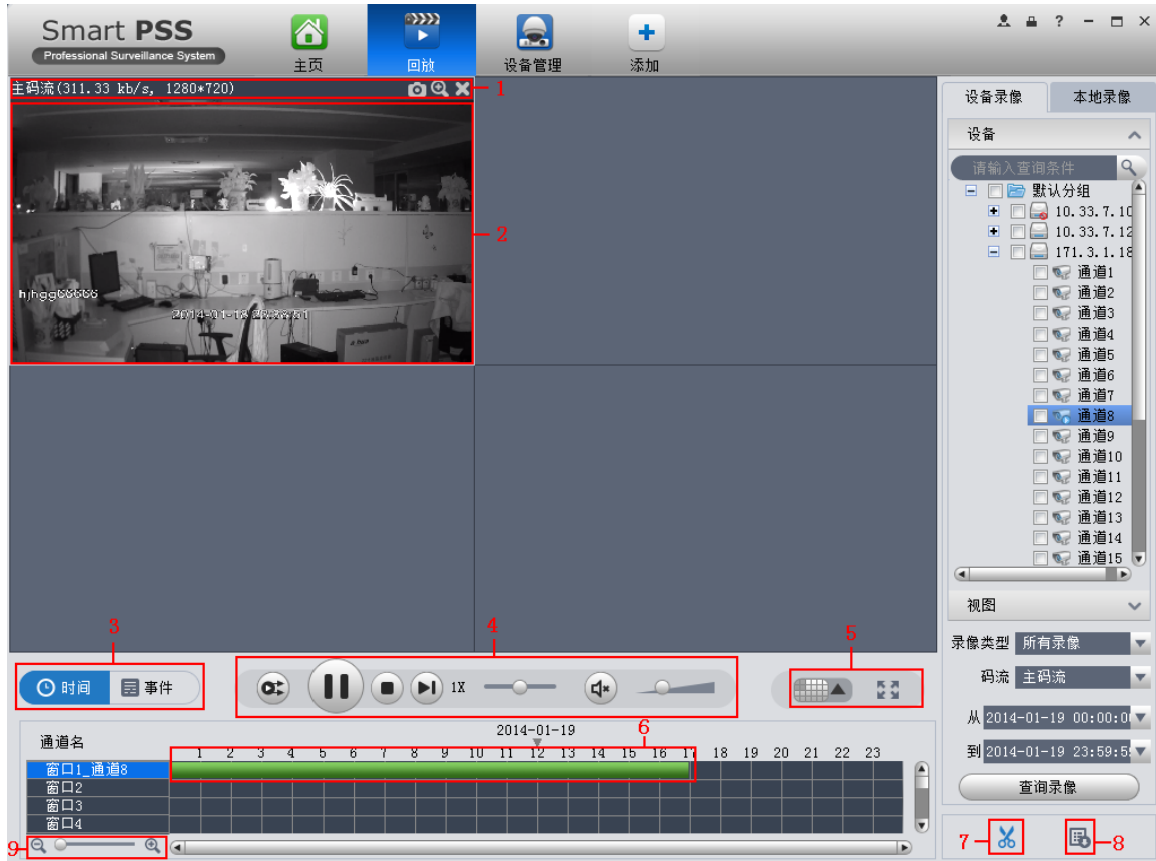 Smart PSS
Professional Surveillance System
主页
回放
设备管理
添加
?
主码流(311.33 kb/s, 1280*720)
1
2
hjhgg66666
设备录像
本地录像
设备
请输入查询条件
默认分组
10.33.7.10
10.33.7.12
171.3.1.18
通道1
通道2
通道3
通道4
通道5
通道6
通道7
通道8
通道9
通道10
通道11
通道12
通道13
通道14
通道15
视图
录像类型 所有录像
码流 主码流
从 2014-01-19 00:00:0
到 2014-01-19 23:59:5
查询录像
3
4
5
时间
事件
1X
2014-01-19
6
通道名
1 2 3 4 5 6 7 8 9 10 11 12 13 14 15 16 17 18 19 20 21 22 23
窗口1_通道8
窗口2
窗口3
窗口4
7
8
9